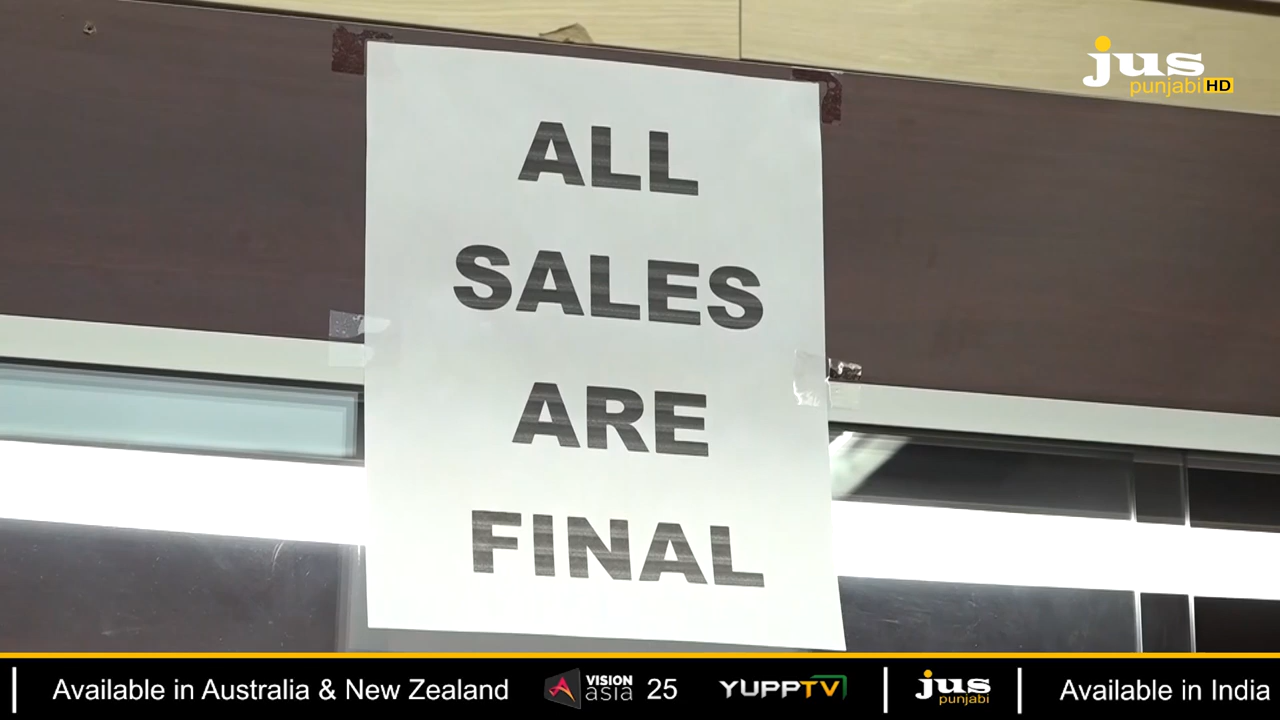 jus
punjabi HD
ALL
SALES
ARE
FINAL
Available in Australia & New Zealand VISION asia 25 YUPPTV jus punjabi Available in India